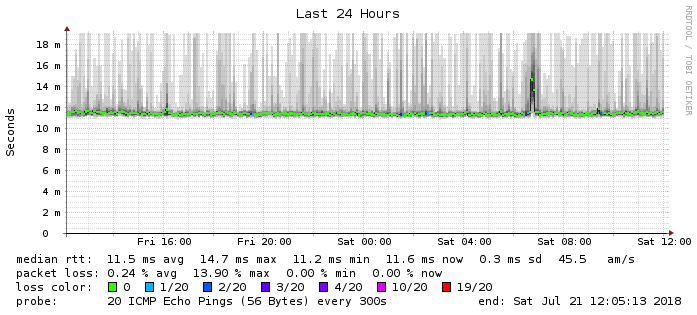 Last 24 Hours
RRDTOOL / TOBI OETIKER
Seconds
18 m
16 m
14 m
12 m
10 m
8 m
6 m
4 m
2 m
0
Fri 16:00 Fri 20:00 Sat 00:00 Sat 04:00 Sat 08:00 Sat 12:00
median rtt: 11.5 ms avg 14.7 ms max 11.2 ms min 11.6 ms now 0.3 ms sd 45.5 am/s
packet loss: 0.24 % avg 13.90 % max 0.00 % min 0.00 % now
loss color: 0 1/20 2/20 3/20 4/20 10/20 19/20
probe: 20 ICMP Echo Pings (56 Bytes) every 300s end: Sat Jul 21 12:05:13 2018